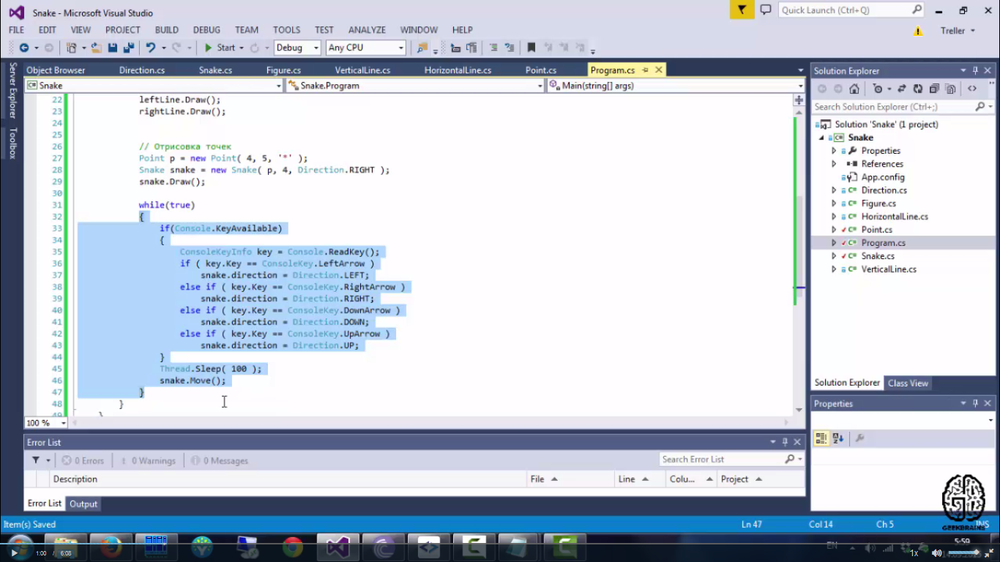 Snake - Microsoft Visual Studio
Quick Launch (Ctrl+Q)
FILE EDIT VIEW PROJECT BUILD DEBUG TEAM TOOLS TEST ANALYZE WINDOW HELP
Treller
Start Debug Any CPU
Server Explorer
Toolbox
Object Browser Direction.cs Snake.cs Figure.cs VerticalLine.cs HorizontalLine.cs Point.cs Program.cs
Snake Snake.Program Main(string[] args)
22 leftLine.Draw();
23 rightLine.Draw();
24
25
26 // Отрисовка точек
27 Point p = new Point( 4, 5, '*' );
28 Snake snake = new Snake( p, 4, Direction.RIGHT );
29 snake.Draw();
30
31 while(true)
32 {
33 if(Console.KeyAvailable)
34 {
35 ConsoleKeyInfo key = Console.ReadKey();
36 if ( key.Key == ConsoleKey.LeftArrow )
37 snake.direction = Direction.LEFT;
38 else if ( key.Key == ConsoleKey.RightArrow )
39 snake.direction = Direction.RIGHT;
40 else if ( key.Key == ConsoleKey.DownArrow )
41 snake.direction = Direction.DOWN;
42 else if ( key.Key == ConsoleKey.UpArrow )
43 snake.direction = Direction.UP;
44 }
45 Thread.Sleep( 100 );
46 snake.Move();
47 }
48 }
49 }
100 %
Solution Explorer
Search Solution Explorer (Ctrl+;)
Solution 'Snake' (1 project)
Snake
Properties
References
App.config
Direction.cs
Figure.cs
HorizontalLine.cs
Point.cs
Program.cs
Snake.cs
VerticalLine.cs
Solution Explorer Class View
Properties
Error List
0 Errors 0 Warnings 0 Messages
Search Error List
Description File Line Colu... Project
Error List Output
GEEKBRAINS
Item(s) Saved Ln 47 Col 14 Ch 5 INS
EN
5:59
1:00 6:08
1x